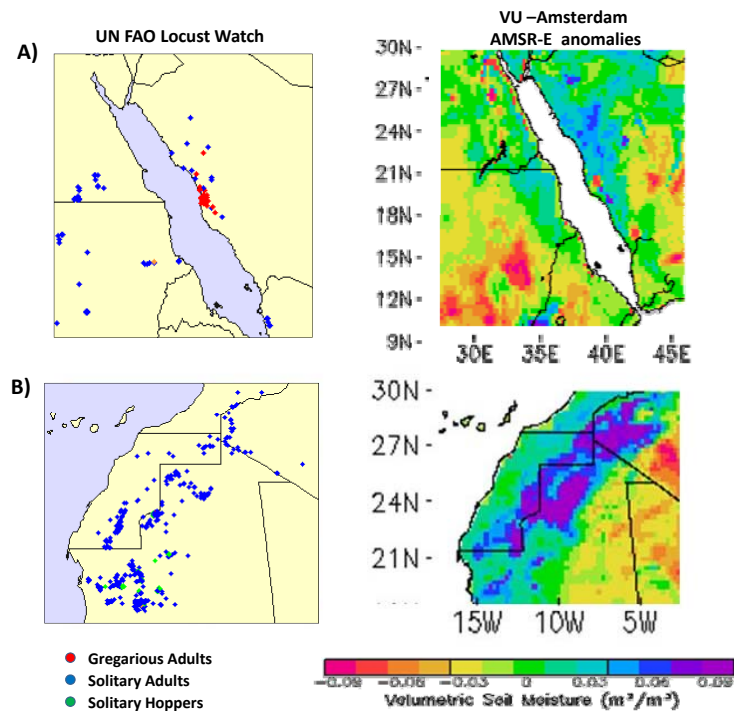 UN FAO Locust Watch
VU –Amsterdam
AMSR-E anomalies
A)
30N -
27N -
24N -
21N -
18N -
15N -
12N -
9N -
30E 35E 40E 45E
B)
30N -
27N -
24N -
21N -
15W 10W 5W
Gregarious Adults
Solitary Adults
Solitary Hoppers
-0.09 -0.06 -0.03 0 0.03 0.06 0.09
Volumetric Soil Moisture (m³/m³)